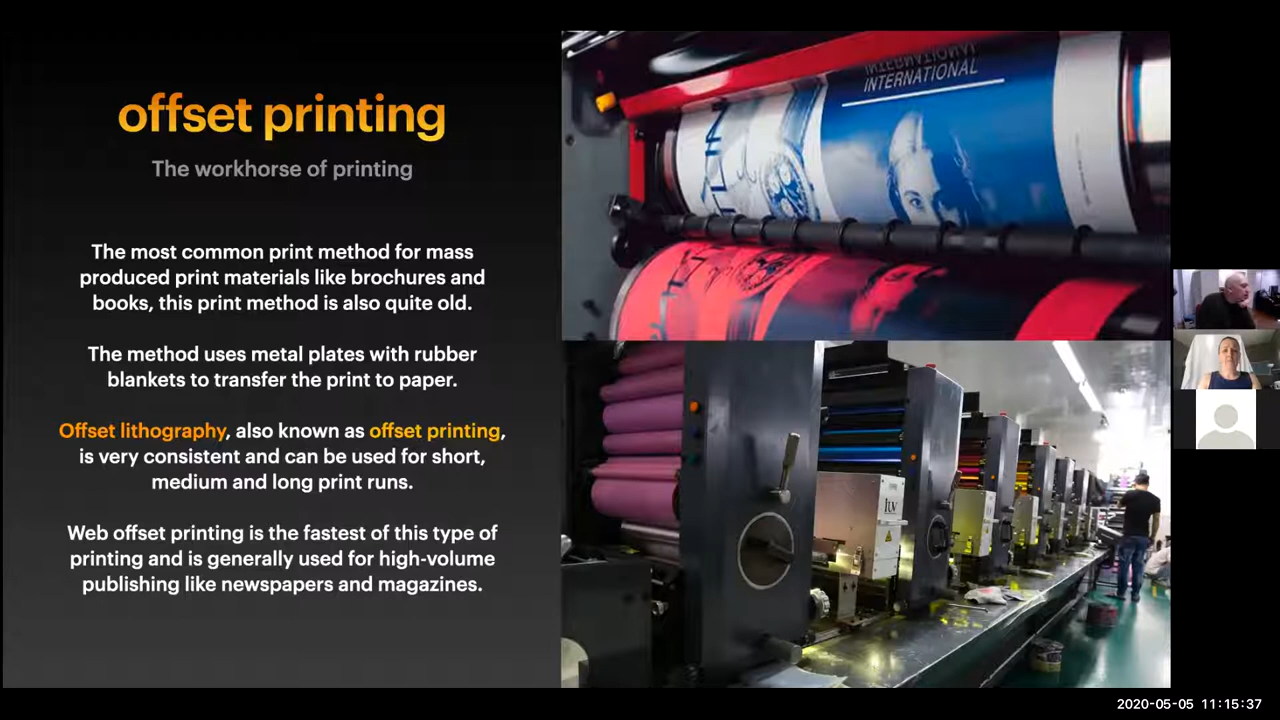 offset printing
The workhorse of printing
The most common print method for mass
produced print materials like brochures and
books, this print method is also quite old.
The method uses metal plates with rubber
blankets to transfer the print to paper.
Offset lithography, also known as offset printing,
is very consistent and can be used for short,
medium and long print runs.
Web offset printing is the fastest of this type of
printing and is generally used for high-volume
publishing like newspapers and magazines.
INTERNATIONAL
INTERNATIONAL
2020-05-05 11:15:37